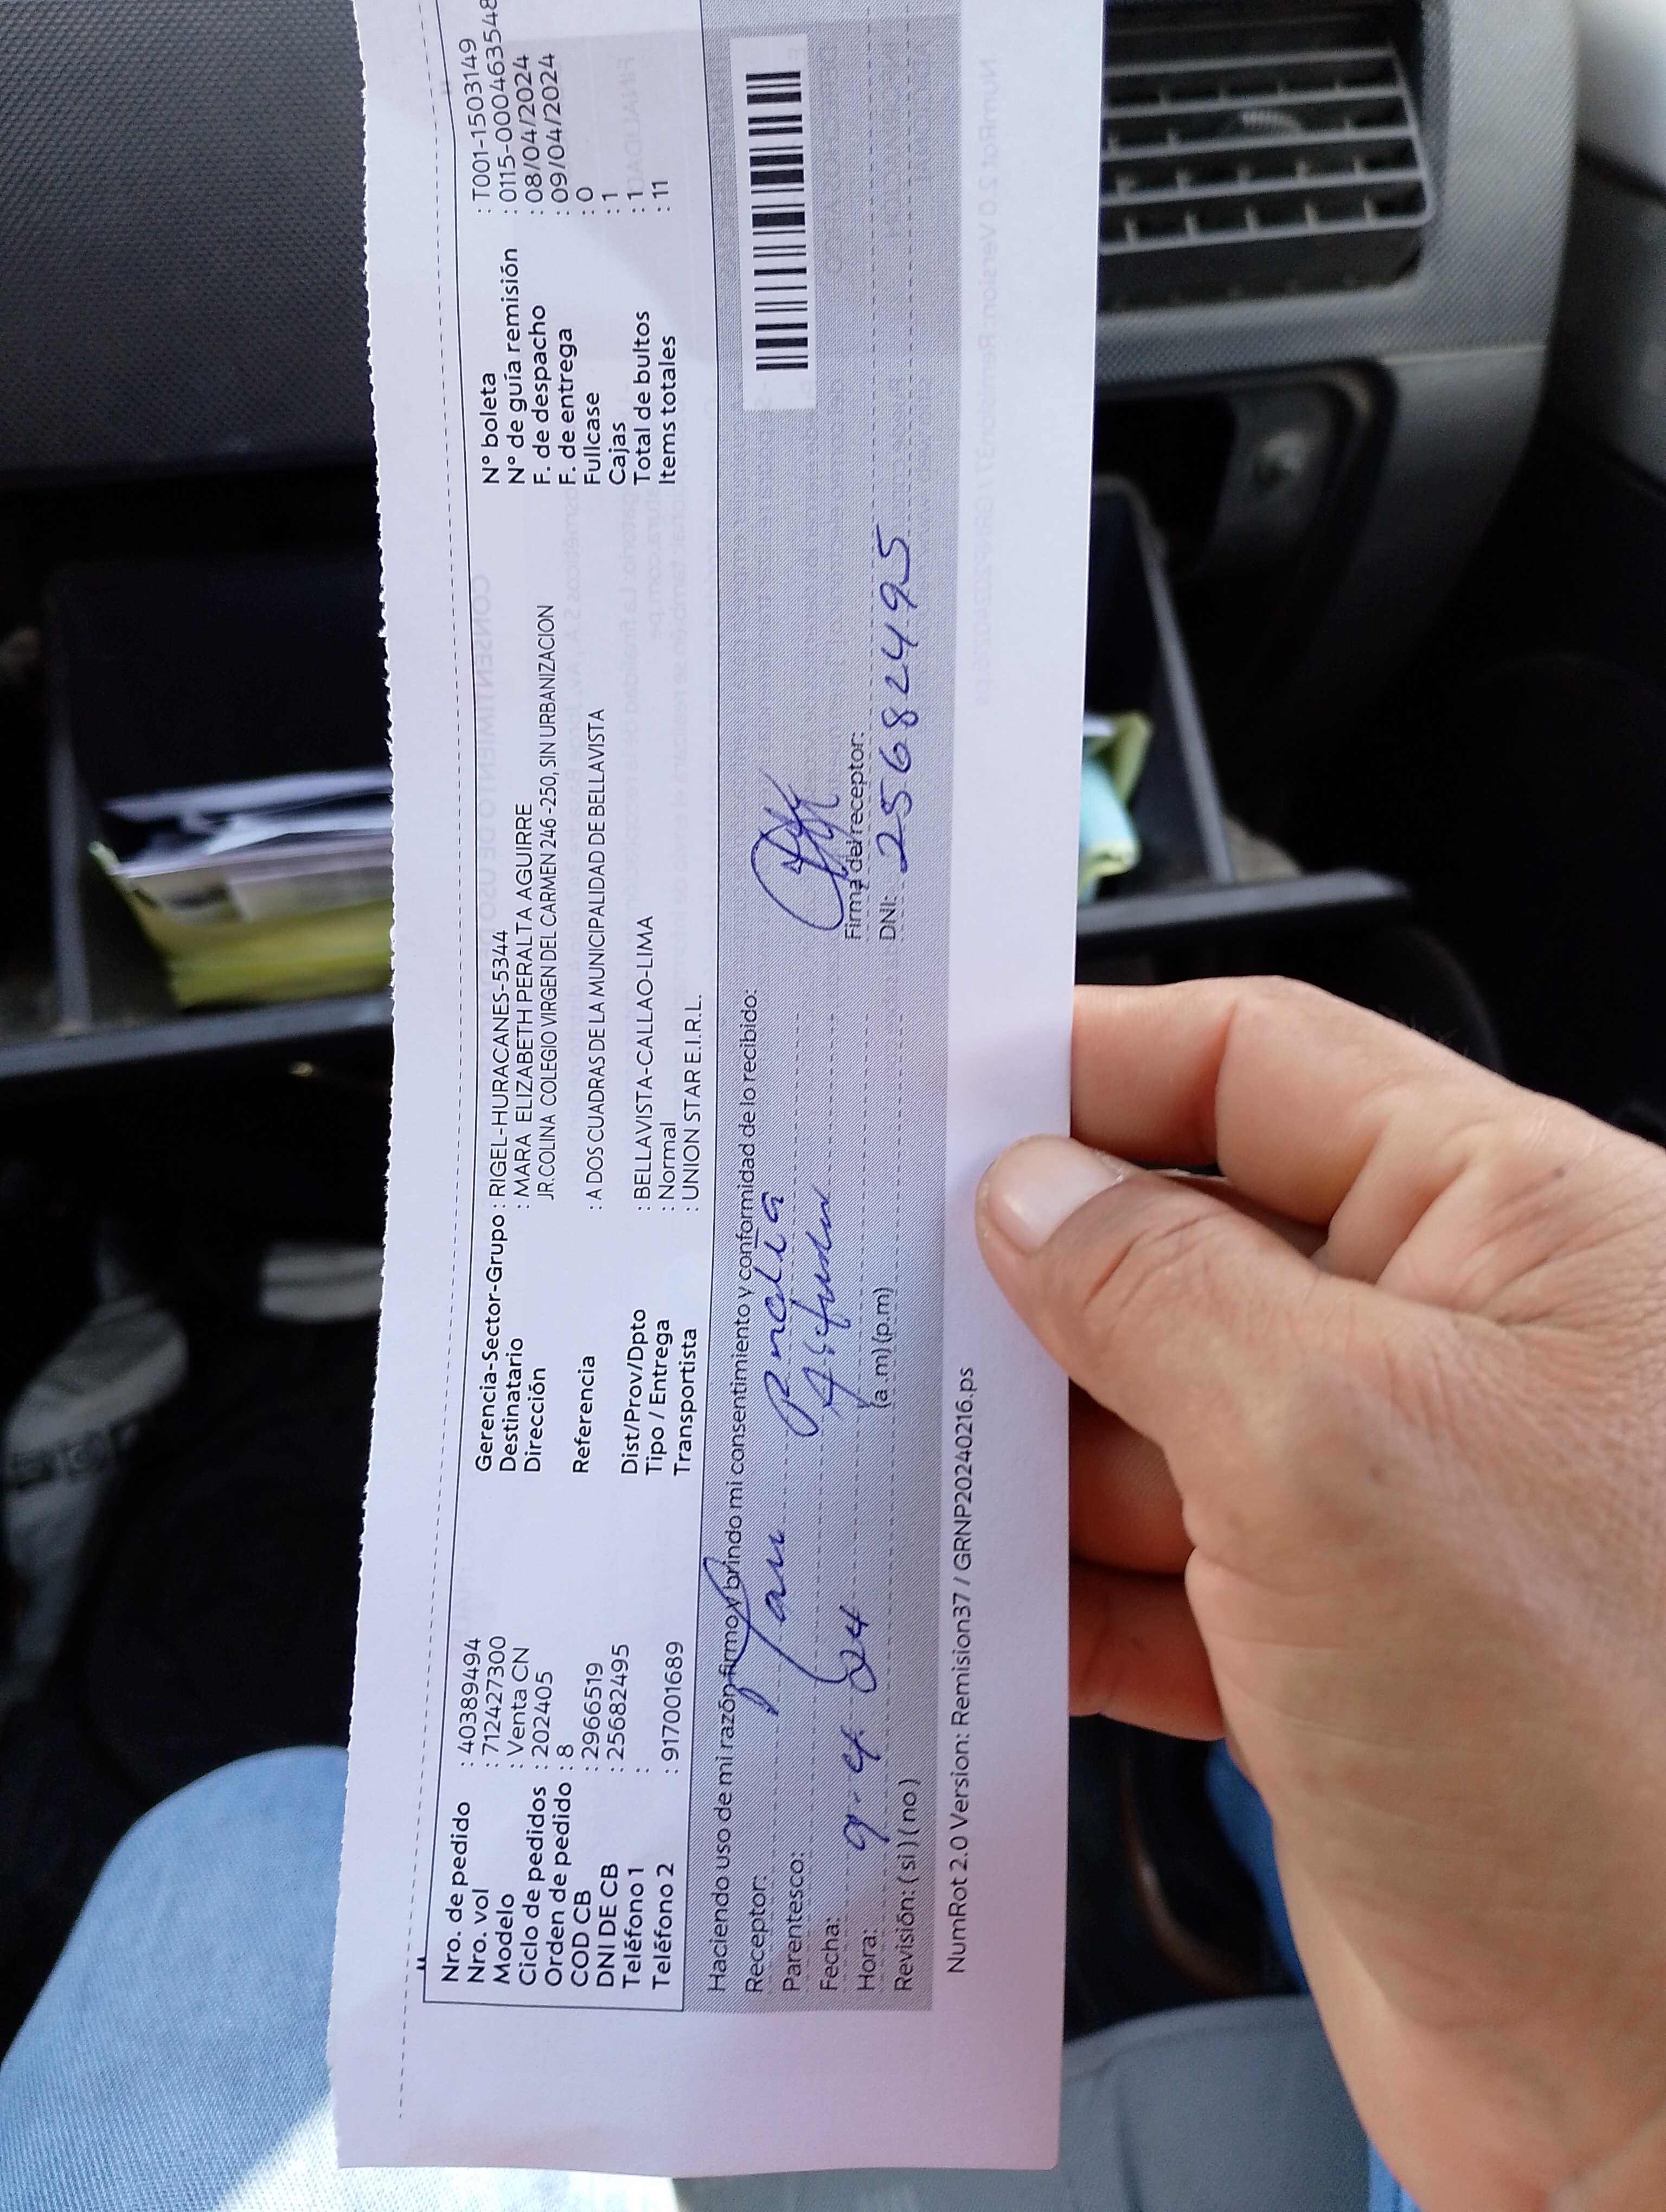 Nro. de pedido : 40389494
Nro. vol : 712427300
Modelo : Venta CN
Ciclo de pedidos : 202405
Orden de pedido : 8
COD CB : 2966519
DNI DE CB : 25682495
Teléfono 1 :
Teléfono 2 : 917001689
Gerencia-Sector-Grupo : RIGEL-HURACANES-5344
Destinatario : MARA ELIZABETH PERALTA AGUIRRE
Dirección JR.COLINA COLEGIO VIRGEN DEL CARMEN 246 -250, SIN URBANIZACION
Referencia : A DOS CUADRAS DE LA MUNICIPALIDAD DE BELLAVISTA
Dist/Prov/Dpto : BELLAVISTA-CALLAO-LIMA
Tipo / Entrega : Normal
Transportista : UNION STAR E.I.R.L.
N° boleta : T001-1503149
N° de guía remisión : 0115-000463548
F. de despacho : 08/04/2024
F. de entrega : 09/04/2024
Fullcase : 0
Cajas : 1
Total de bultos : 1
Items totales : 11
Haciendo uso de mi razón firmo y brindo mi consentimiento y conformidad de lo recibido:
Receptor:
Parentesco:
Fecha: 9-4-24
Hora: (a .m) (p.m)
Revisión: ( si ) ( no )
Firma del receptor:
DNI: 25682495
NumRot 2.0 Version: Remision37 / GRNP20240216.ps